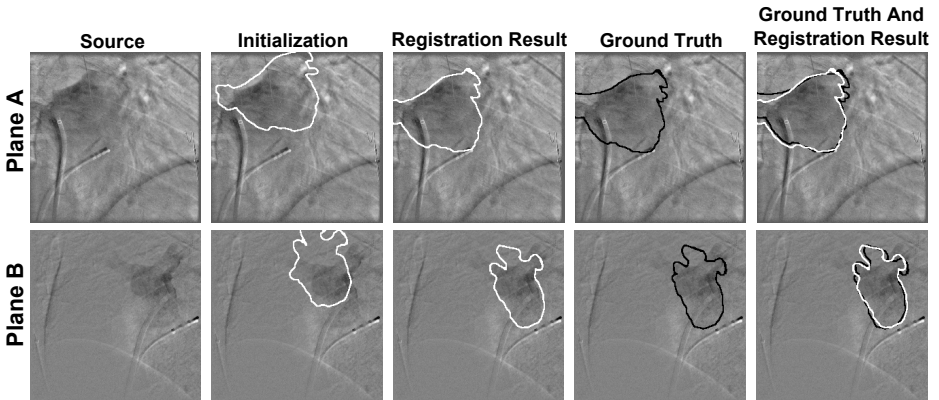 Source
Initialization
Registration Result
Ground Truth
Ground Truth And
Registration Result
Plane A
Plane B